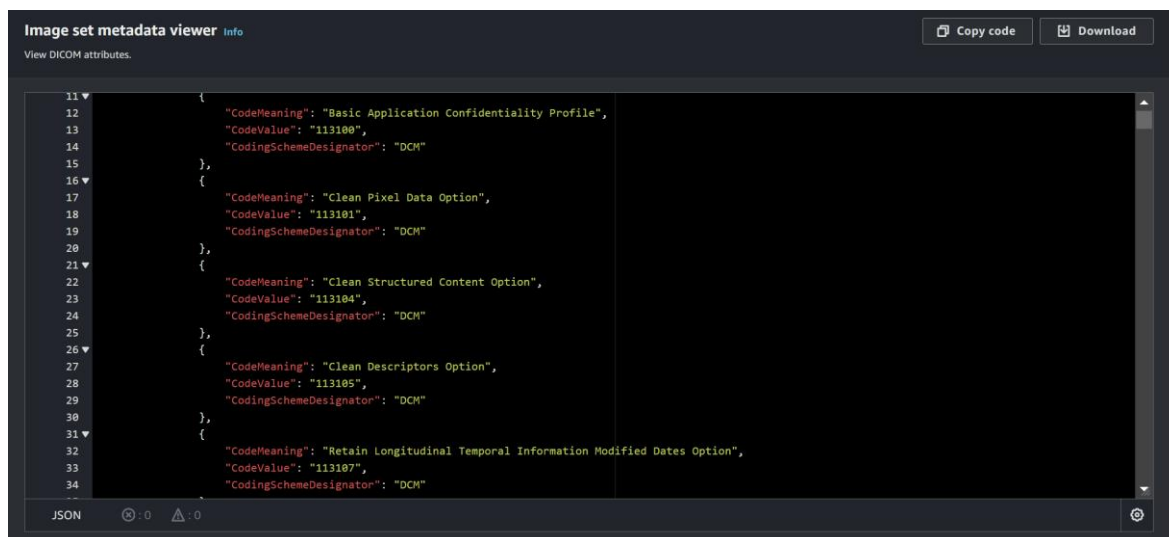 Image set metadata viewer Info
Copy code
Download
View DICOM attributes.
11 {
12 "CodeMeaning": "Basic Application Confidentiality Profile",
13 "CodeValue": "113100",
14 "CodingSchemeDesignator": "DCM"
15 },
16 {
17 "CodeMeaning": "Clean Pixel Data Option",
18 "CodeValue": "113101",
19 "CodingSchemeDesignator": "DCM"
20 },
21 {
22 "CodeMeaning": "Clean Structured Content Option",
23 "CodeValue": "113104",
24 "CodingSchemeDesignator": "DCM"
25 },
26 {
27 "CodeMeaning": "Clean Descriptors Option",
28 "CodeValue": "113105",
29 "CodingSchemeDesignator": "DCM"
30 },
31 {
32 "CodeMeaning": "Retain Longitudinal Temporal Information Modified Dates Option",
33 "CodeValue": "113107",
34 "CodingSchemeDesignator": "DCM"
JSON : 0 : 0